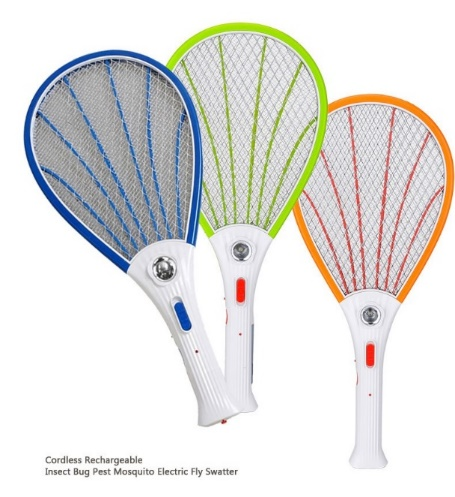 Cordless Rechargeable
Insect Bug Pest Mosquito Electric Fly Swatter